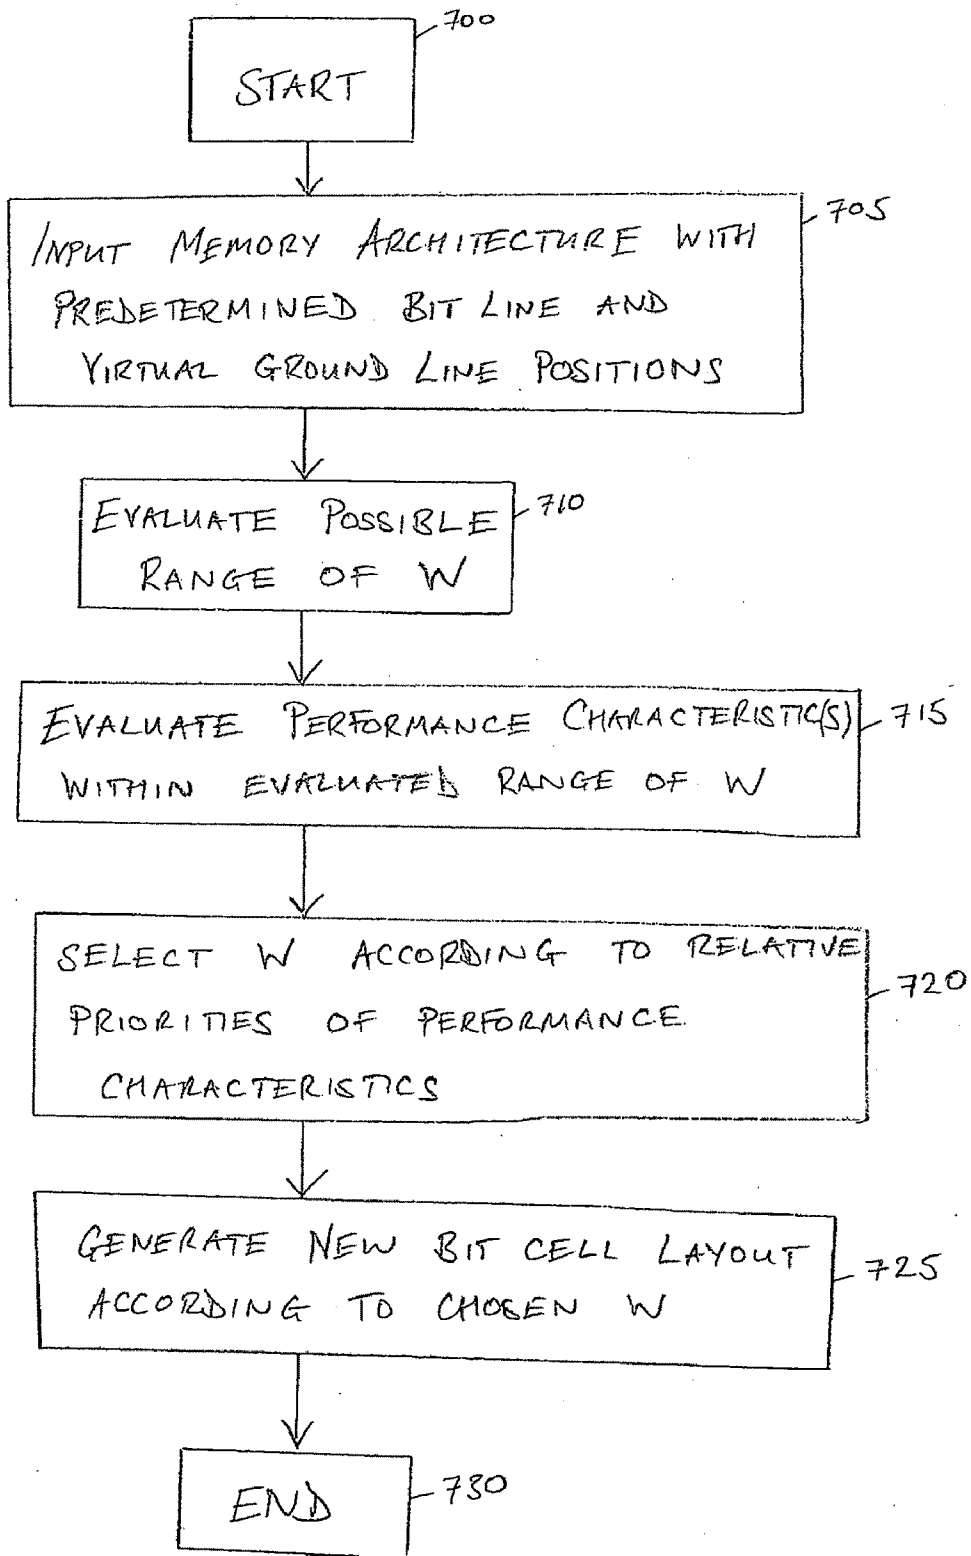 700
START
705
INPUT MEMORY ARCHITECTURE WITH
PREDETERMINED BIT LINE AND
VIRTUAL GROUND LINE POSITIONS
710
EVALUATE POSSIBLE
RANGE OF W
EVALUATE PERFORMANCE CHARACTERISTIC(S)
715
WITHIN EVALUATED RANGE OF W
SELECT W ACCORDING TO RELATIVE
720
PRIORITIES OF PERFORMANCE
CHARACTERISTICS
GENERATE NEW BIT CELL LAYOUT
725
ACCORDING TO CHOSEN W
730
END